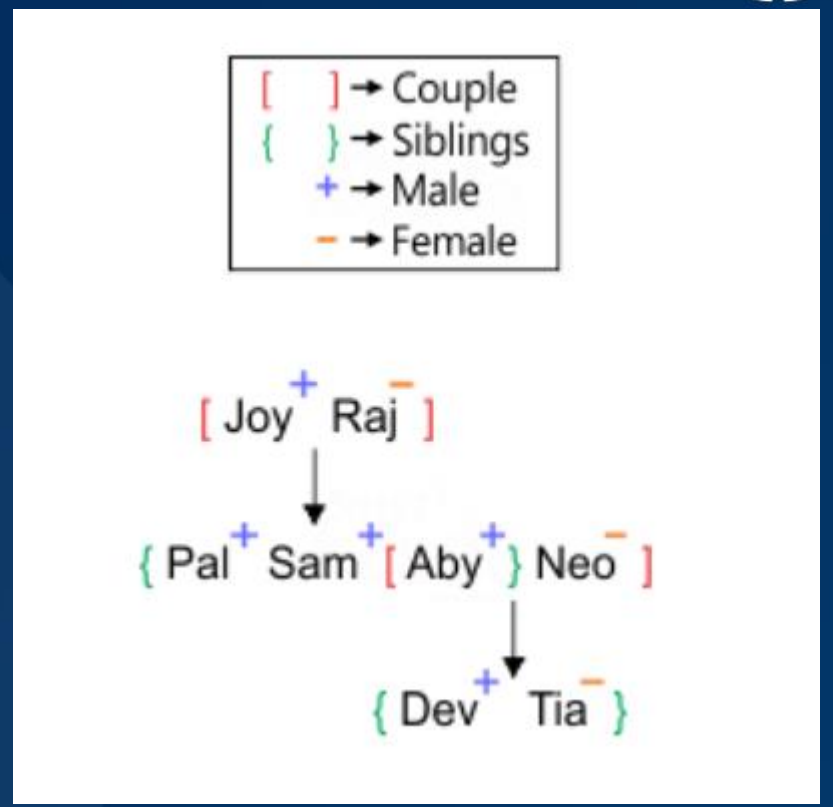 [ ] → Couple
{ } → Siblings
+ → Male
− → Female
[ Joy+ Raj− ]
{ Pal+ Sam+ [ Aby+ } Neo− ]
{ Dev+ Tia− }